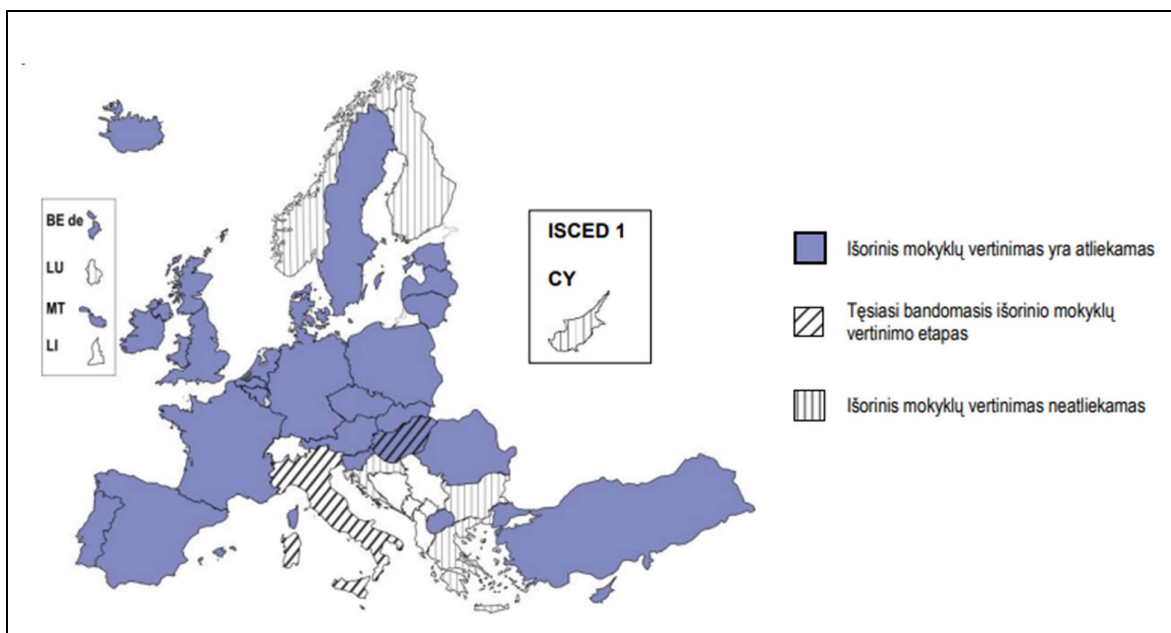 BE de
LU
MT
LI
ISCED 1
CY
Išorinis mokyklų vertinimas yra atliekamas
Tęsiasi bandomasis išorinio mokyklų
vertinimo etapas
Išorinis mokyklų vertinimas neatliekamas